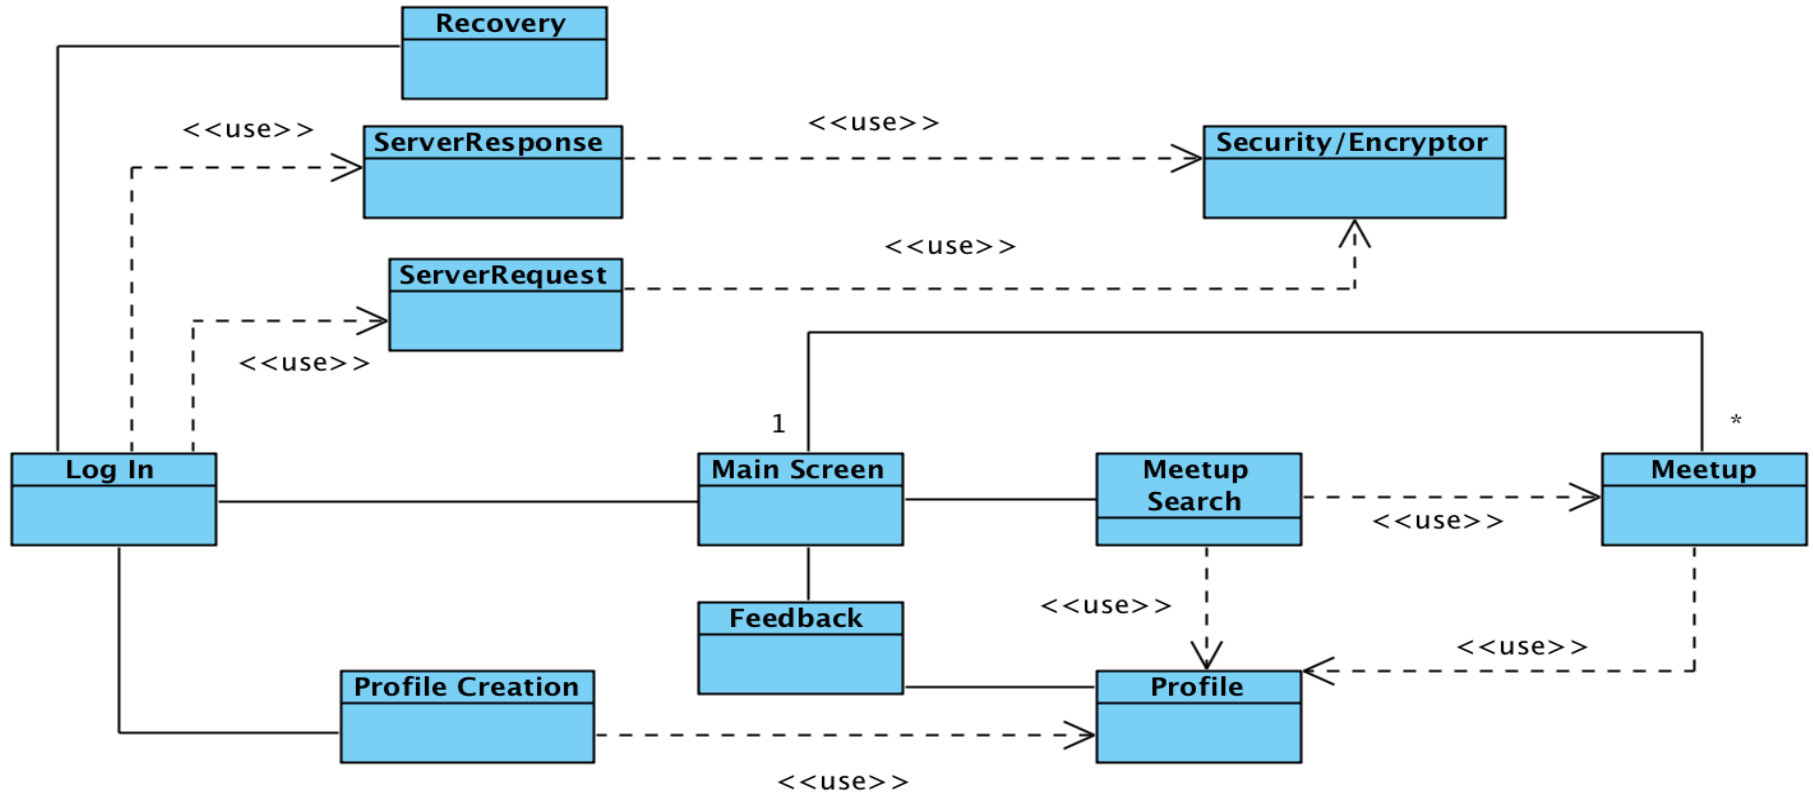 Recovery
<<use>>
ServerResponse
<<use>>
Security/Encryptor
ServerRequest
<<use>>
<<use>>
1
*
Log In
Main Screen
Meetup
Search
Meetup
<<use>>
<<use>>
Feedback
<<use>>
Profile Creation
Profile
<<use>>